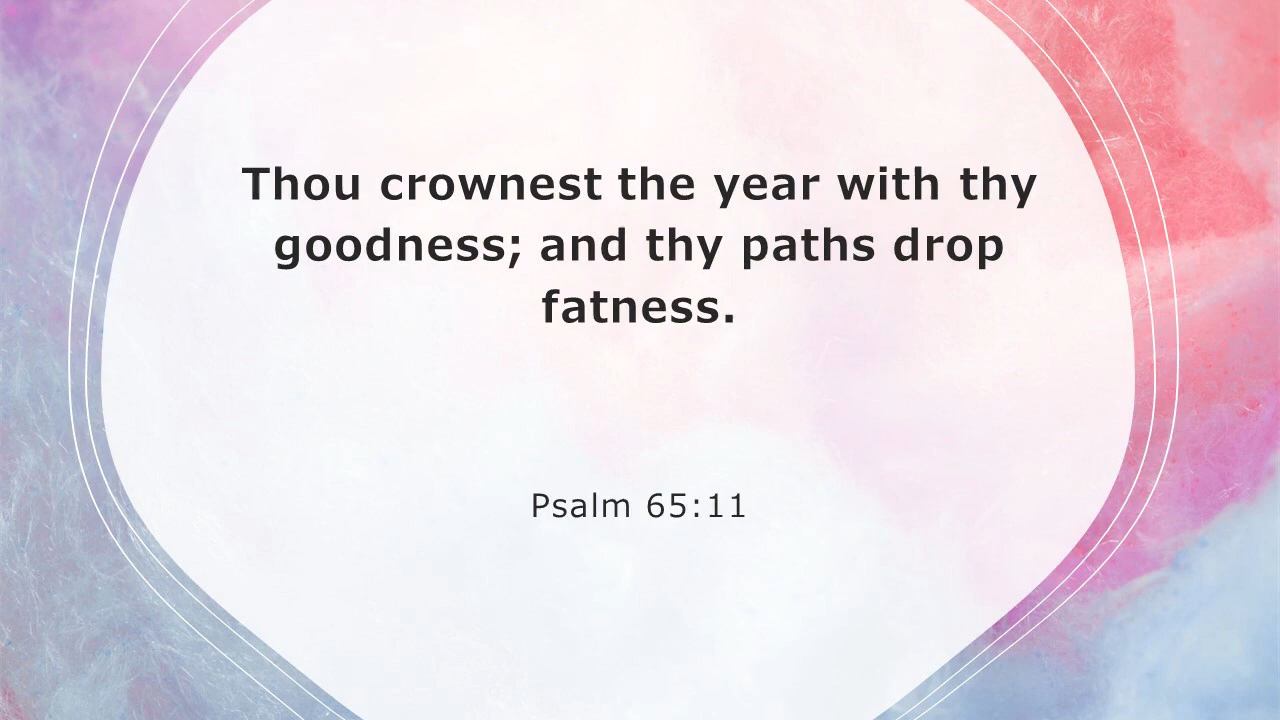 Thou crownest the year with thy
goodness; and thy paths drop
fatness.
Psalm 65:11